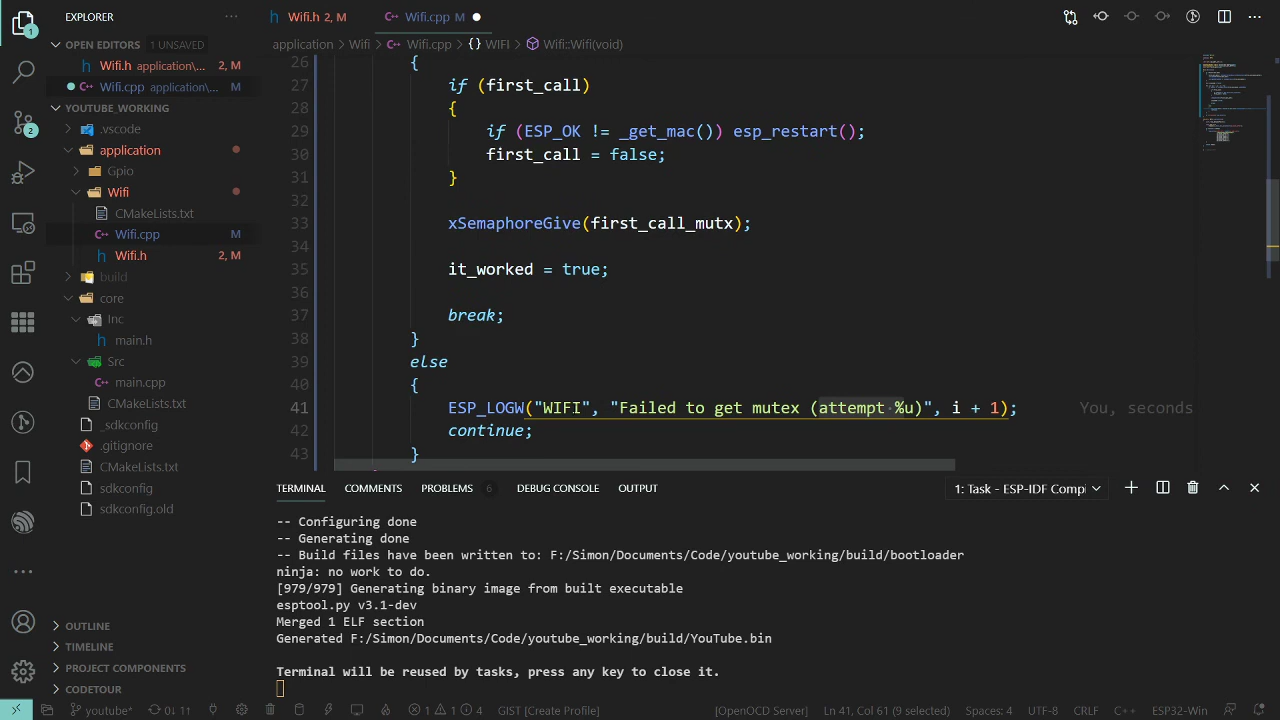 EXPLORER
Wifi.h 2, M
Wifi.cpp M
OPEN EDITORS 1 UNSAVED
application > Wifi > Wifi.cpp > {} WIFI > Wifi::Wifi(void)
Wifi.h application\... 2, M
Wifi.cpp application\... M
YOUTUBE_WORKING
.vscode
application
Gpio
Wifi
CMakeLists.txt
Wifi.cpp M
Wifi.h 2, M
build
core
Inc
main.h
Src
main.cpp
CMakeLists.txt
_sdkconfig
.gitignore
CMakeLists.txt
sdkconfig
sdkconfig.old
OUTLINE
TIMELINE
PROJECT COMPONENTS
CODETOUR
26 {
27 if (first_call)
28 {
29 if (ESP_OK != _get_mac()) esp_restart();
30 first_call = false;
31 }
32
33 xSemaphoreGive(first_call_mutx);
34
35 it_worked = true;
36
37 break;
38 }
39 else
40 {
41 ESP_LOGW("WIFI", "Failed to get mutex (attempt %u)", i + 1); You, seconds
42 continue;
43 }
TERMINAL COMMENTS PROBLEMS 6 DEBUG CONSOLE OUTPUT 1: Task - ESP-IDF Compi
-- Configuring done
-- Generating done
-- Build files have been written to: F:/Simon/Documents/Code/youtube_working/build/bootloader
ninja: no work to do.
[979/979] Generating binary image from built executable
esptool.py v3.1-dev
Merged 1 ELF section
Generated F:/Simon/Documents/Code/youtube_working/build/YouTube.bin
Terminal will be reused by tasks, press any key to close it.
youtube* 0↓ 11↑ 1 1 4 GIST [Create Profile] [OpenOCD Server] Ln 41, Col 61 (9 selected) Spaces: 4 UTF-8 CRLF C++ ESP32-Win